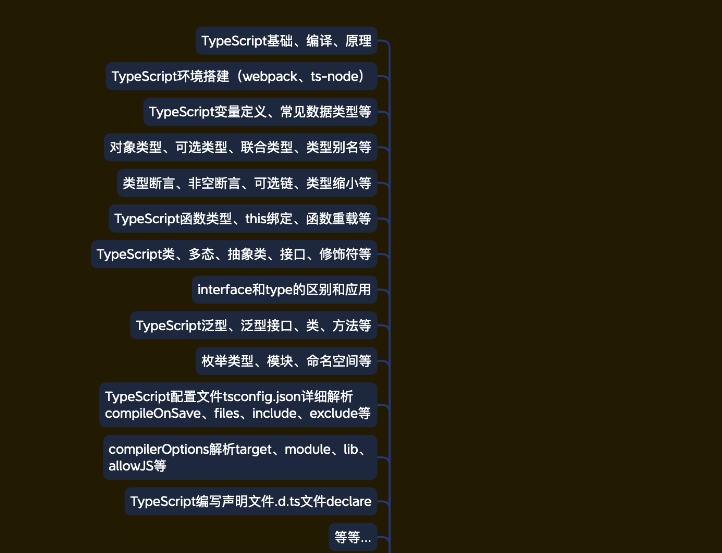 TypeScript基础、编译、原理
TypeScript环境搭建（webpack、ts-node）
TypeScript变量定义、常见数据类型等
对象类型、可选类型、联合类型、类型别名等
类型断言、非空断言、可选链、类型缩小等
TypeScript函数类型、this绑定、函数重载等
TypeScript类、多态、抽象类、接口、修饰符等
interface和type的区别和应用
TypeScript泛型、泛型接口、类、方法等
枚举类型、模块、命名空间等
TypeScript配置文件tsconfig.json详细解析
compileOnSave、files、include、exclude等
compilerOptions解析target、module、lib、
allowJS等
TypeScript编写声明文件.d.ts文件declare
等等...